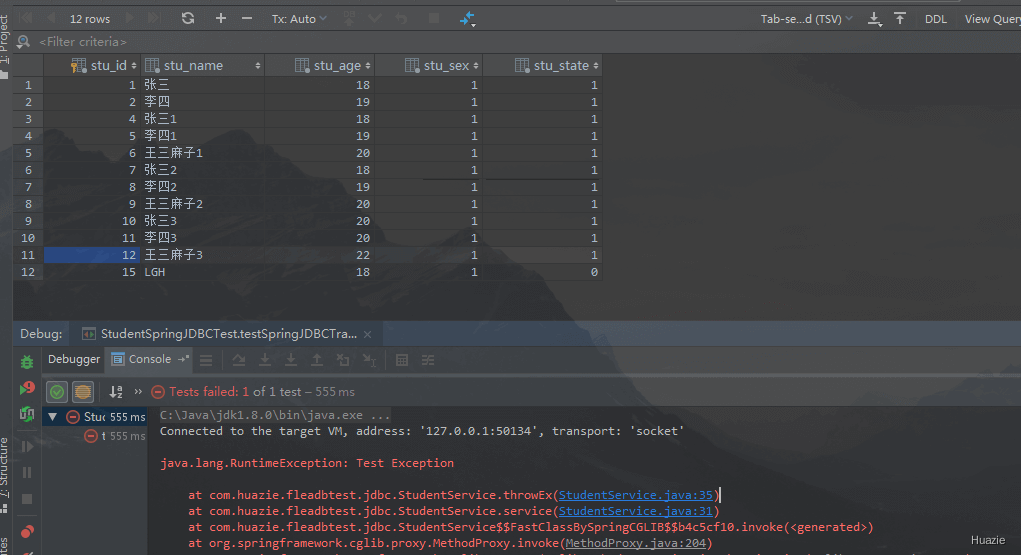 12 rows Tx: Auto Tab-se...d (TSV) DDL View Query
<Filter criteria>
stu_id stu_name stu_age stu_sex stu_state
1 1 张三 18 1 1
2 2 李四 19 1 1
3 4 张三1 18 1 1
4 5 李四1 19 1 1
5 6 王三麻子1 20 1 1
6 7 张三2 18 1 1
7 8 李四2 19 1 1
8 9 王三麻子2 20 1 1
9 10 张三3 20 1 1
10 11 李四3 20 1 1
11 12 王三麻子3 22 1 1
12 15 LGH 18 1 0
1: Project
Debug: StudentSpringJDBCTest.testSpringJDBCTra...
Debugger Console
Tests failed: 1 of 1 test – 555 ms
Stud 555 ms
t 555 ms
C:\Java\jdk1.8.0\bin\java.exe ...
Connected to the target VM, address: '127.0.0.1:50134', transport: 'socket'
java.lang.RuntimeException: Test Exception
at com.huazie.fleadbtest.jdbc.StudentService.throwEx(StudentService.java:35)
at com.huazie.fleadbtest.jdbc.StudentService.service(StudentService.java:31)
at com.huazie.fleadbtest.jdbc.StudentService$$FastClassBySpringCGLIB$$b4c5cf10.invoke(<generated>)
at org.springframework.cglib.proxy.MethodProxy.invoke(MethodProxy.java:204)
7: Structure
Huazie